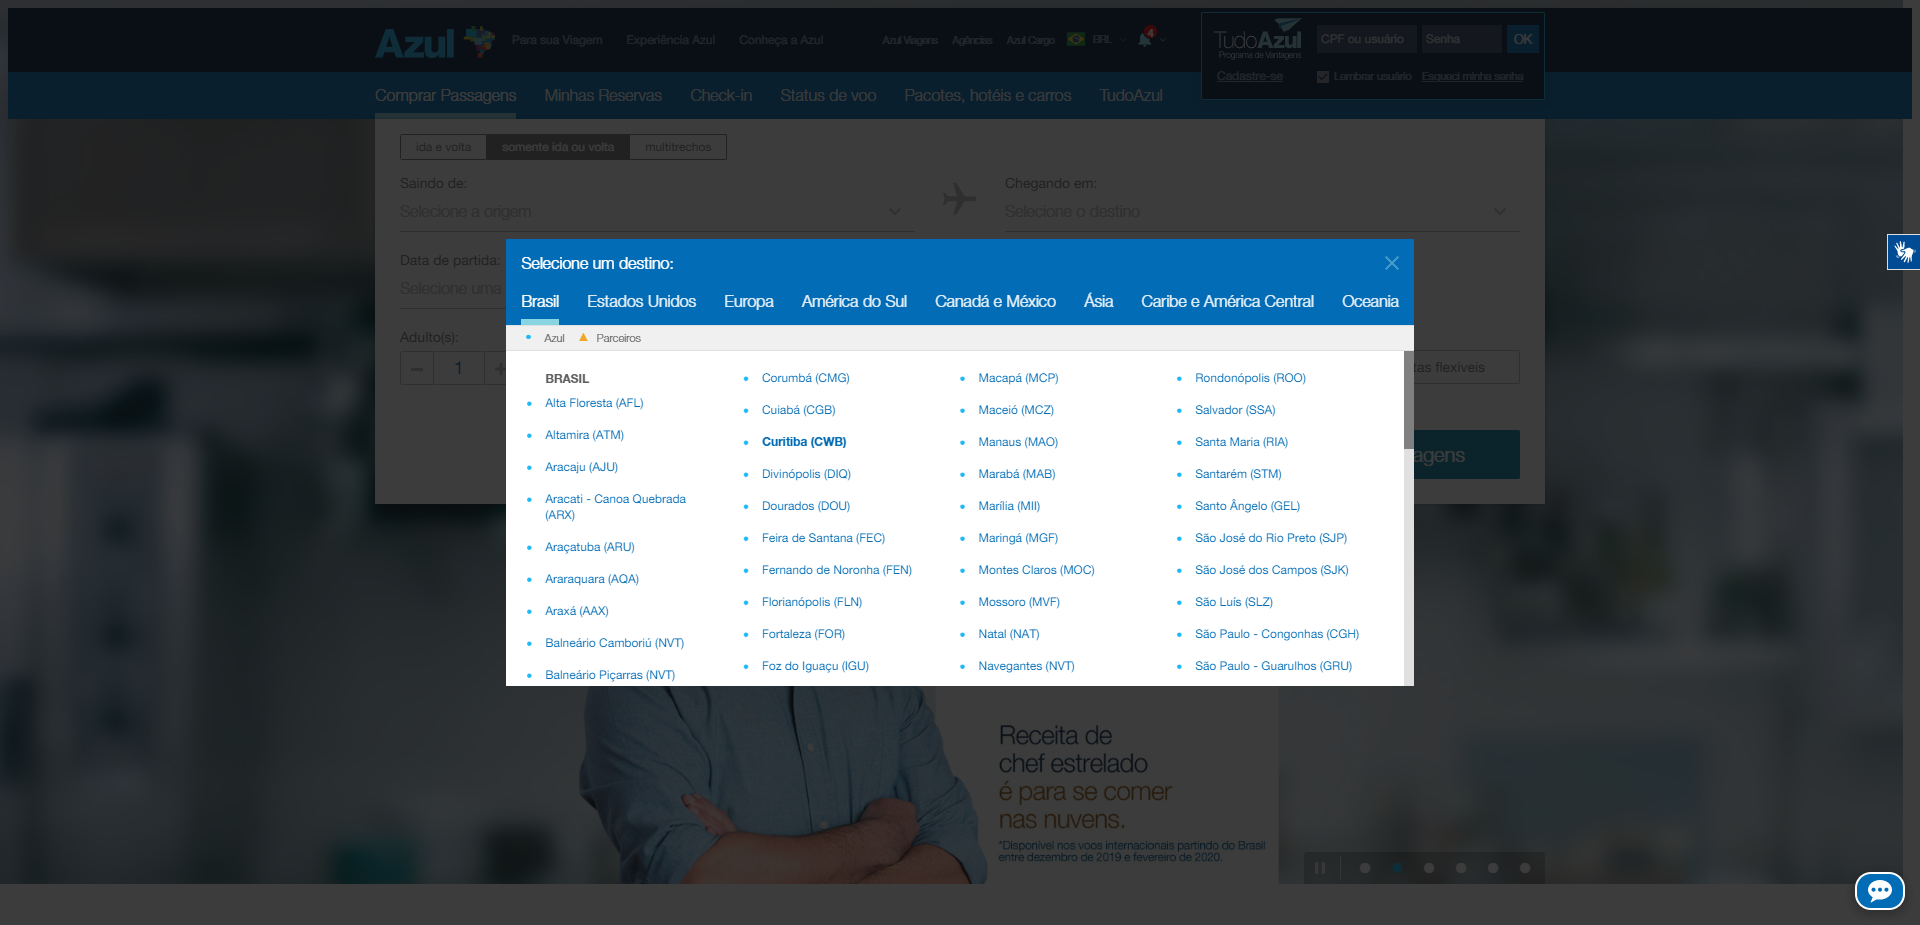 Azul
Para sua Viagem
Experiência Azul
Conheça a Azul
Azul Viagens
Agências
Azul Cargo
BRL
4
TudoAzul
Programa de Vantagens
CPF ou usuário
Senha
OK
Cadastre-se
Lembrar usuário
Esqueci minha senha
Comprar Passagens
Minhas Reservas
Check-in
Status de voo
Pacotes, hotéis e carros
TudoAzul
ida e volta
somente ida ou volta
multitrechos
Saindo de:
Chegando em:
Selecione a origem
Selecione o destino
Data de partida:
Selecione uma
Adulto(s):
1
tas flexíveis
agens
Selecione um destino:
Brasil
Estados Unidos
Europa
América do Sul
Canadá e México
Ásia
Caribe e América Central
Oceania
Azul
Parceiros
BRASIL
Alta Floresta (AFL)
Altamira (ATM)
Aracaju (AJU)
Aracati - Canoa Quebrada
(ARX)
Araçatuba (ARU)
Araraquara (AQA)
Araxá (AAX)
Balneário Camboriú (NVT)
Balneário Piçarras (NVT)
Corumbá (CMG)
Cuiabá (CGB)
Curitiba (CWB)
Divinópolis (DIQ)
Dourados (DOU)
Feira de Santana (FEC)
Fernando de Noronha (FEN)
Florianópolis (FLN)
Fortaleza (FOR)
Foz do Iguaçu (IGU)
Macapá (MCP)
Maceió (MCZ)
Manaus (MAO)
Marabá (MAB)
Marília (MII)
Maringá (MGF)
Montes Claros (MOC)
Mossoro (MVF)
Natal (NAT)
Navegantes (NVT)
Rondonópolis (ROO)
Salvador (SSA)
Santa Maria (RIA)
Santarém (STM)
Santo Ângelo (GEL)
São José do Rio Preto (SJP)
São José dos Campos (SJK)
São Luís (SLZ)
São Paulo - Congonhas (CGH)
São Paulo - Guarulhos (GRU)
Receita de
chef estrelado
é para se comer
nas nuvens.
*Disponível nos voos internacionais partindo do Brasil
entre dezembro de 2019 e fevereiro de 2020.